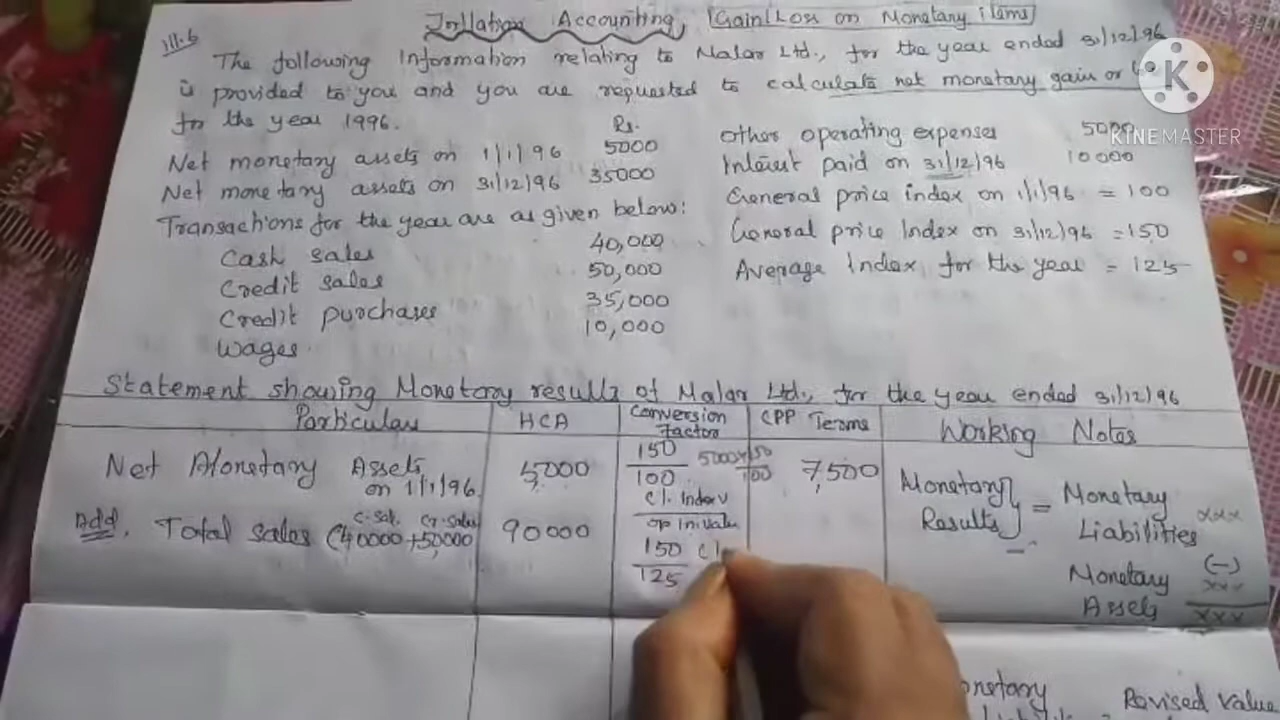 Inflation Accounting (Gain/Loss on Monetary items)
Ill.6
The following Information relating to Malar Ltd., for the year ended 31/12/96
is provided to you and you are requested to calculate net monetary gain or
for the year 1996.
Rs.
Net monetary assets on 1/1/96 5000
Net monetary assets on 31/12/96 35000
Transactions for the year are as given below:
Cash sales 40,000
Credit sales 50,000
Credit purchases 35,000
Wages 10,000
Other operating expenses 5000
Interest paid on 31/12/96 10000
General price index on 1/1/96 = 100
General price Index on 31/12/96 = 150
Average Index for the year = 125
K
KINEMASTER
Statement showing Monetary results of Malar Ltd., for the year ended 31/12/96
Particulars HCA Conversion Factor CPP Terms Working Notes
Net Monetary Assets on 1/1/96 5,000 150/100 5000×150/100 7,500
Cl. Index
Add. Total sales (40000 + 50,000 90000
C.Sal. Cr.Sales
150 Cl
125
Monetary Results = Monetary Liabilities xxx
(-)
Monetary Assets xxx
xxx
Revised value